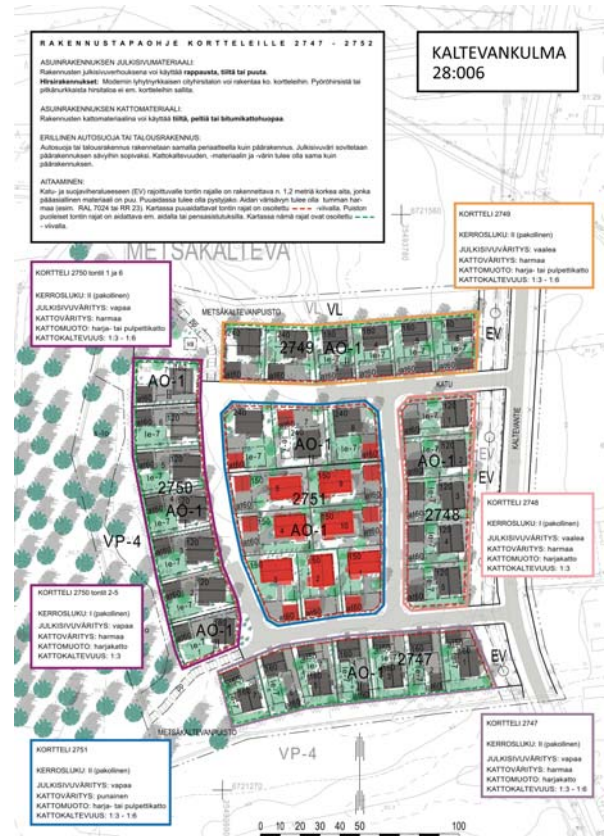 RAKENNUSTAPAOHJE KORTTELEILLE 2747 - 2752
ASUINRAKENNUKSEN JULKISIVUMATERIAALI:
Rakennusten julkisivuverhouksena voi käyttää rappausta, tiiltä tai puuta.
Hirsirakennukset: Modernin lyhytnurkkaisen cityhirsitalon voi rakentaa ko. kortteleihin. Pyöröhirsistä tai
pitkänurkkaista hirsitaloa ei em. kortteleihin sallita.
ASUINRAKENNUKSEN KATTOMATERIAALI:
Rakennusten kattomateriaalina voi käyttää tiiltä, peltiä tai bitumikattohuopaa.
ERILLINEN AUTOSUOJA TAI TALOUSRAKENNUS:
Autosuoja tai talousrakennus rakennetaan samalla periaatteella kuin päärakennus. Julkisivuväri sovitetaan
päärakennuksen sävyihin sopivaksi. Kattokaltevuuden, -materiaalin ja -värin tulee olla sama kuin
päärakennuksen.
AITAAMINEN:
Katu- ja suojaviheralueeseen (EV) rajoittuvalle tontin rajalle on rakennettava n. 1,2 metriä korkea aita, jonka
pääasiallinen materiaali on puu. Puuaidassa tulee olla pystyjako. Aidan värisävyn tulee olla tumman har-
maa (esim. RAL 7024 tai RR 23). Kartassa puuaidattavat tontin rajat on osoitettu - viivalla. Puiston
puoleiset tontin rajat on aidattava em. aidalla tai pensasistutuksilla. Kartassa nämä rajat ovat osoitettu
- viivalla.
KALTEVANKULMA
28:006
METSÄKALTEVA
6721560
KORTTELI 2749
KERROSLUKU: II (pakollinen)
JULKISIVUVÄRITYS: vaalea
KATTOVÄRITYS: harmaa
KATTOMUOTO: harja- tai pulpettikatto
KATTOKALTEVUUS: 1:3 - 1:6
KORTTELI 2750 tontit 1 ja 6
KERROSLUKU: II (pakollinen)
JULKISIVUVÄRITYS: vapaa
KATTOVÄRITYS: harmaa
KATTOMUOTO: harja- tai pulpettikatto
KATTOKALTEVUUS: 1:3 - 1:6
METSÄKALTEVANPUISTO
VL VL
EV
2749
AO-1
KATU
KALTEVANTIE
AO-1
2750
AO-1
VP-4
AO-1
2751
AO-1
AO-1
2748
EV
EV
KORTTELI 2748
KERROSLUKU: I (pakollinen)
JULKISIVUVÄRITYS: vaalea
KATTOVÄRITYS: harmaa
KATTOMUOTO: harjakatto
KATTOKALTEVUUS: 1:3
KORTTELI 2750 tontit 2-5
KERROSLUKU: I (pakollinen)
JULKISIVUVÄRITYS: vapaa
KATTOVÄRITYS: harmaa
KATTOMUOTO: harjakatto
KATTOKALTEVUUS: 1:3
AO-1
2747
AO-1
EV
METSÄKALTEVANPUISTO
VP-4
6721270
KORTTELI 2751
KERROSLUKU: II (pakollinen)
JULKISIVUVÄRITYS: vapaa
KATTOVÄRITYS: punainen
KATTOMUOTO: harja- tai pulpettikatto
KATTOKALTEVUUS: 1:3 - 1:6
KORTTELI 2747
KERROSLUKU: II (pakollinen)
JULKISIVUVÄRITYS: vapaa
KATTOVÄRITYS: harmaa
KATTOMUOTO: harjakatto
KATTOKALTEVUUS: 1:3 - 1:6
0 10 20 30 40 50 100